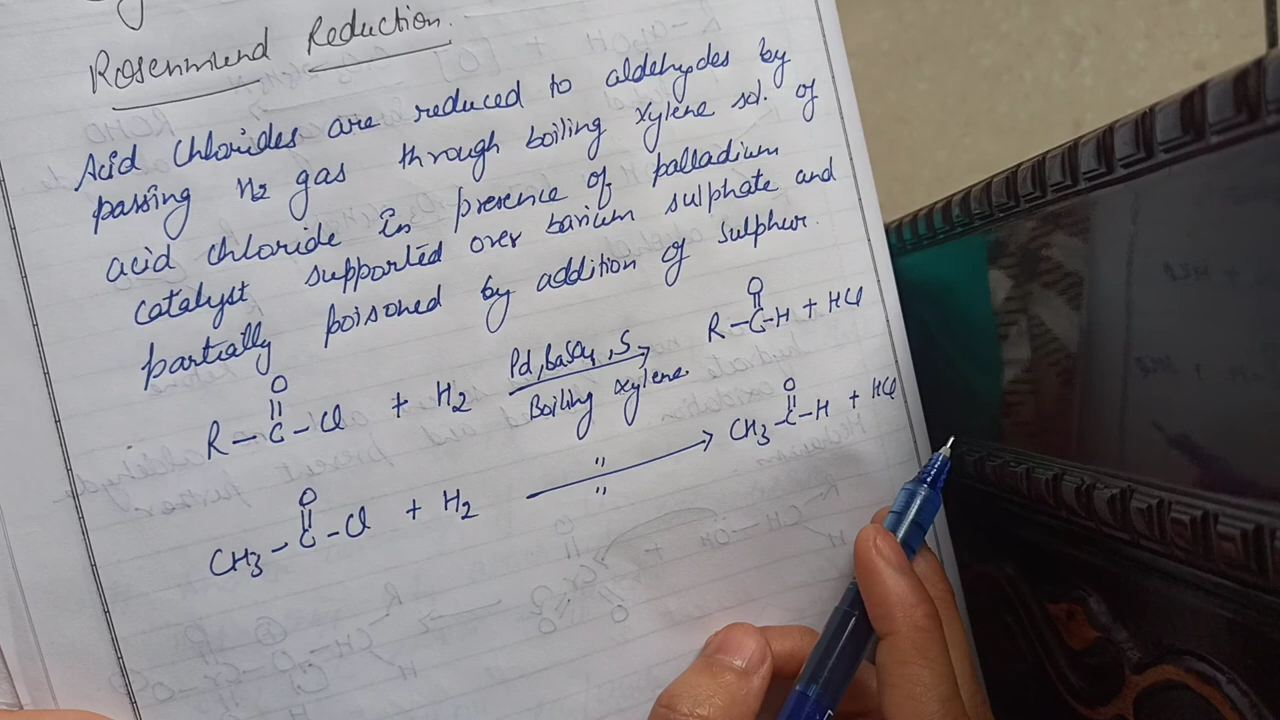 Rosenmund Reduction.
Acid chlorides are reduced to aldehydes by
passing H2 gas through boiling xylene sol. of
acid chloride in presence of palladium
catalyst supported over barium sulphate and
partially poisoned by addition of sulphur.
R-C(=O)-Cl + H2 Pd, BaSO4, S → Boiling xylene R-C(=O)-H + HCl
CH3-C(=O)-Cl + H2 " → " CH3-C(=O)-H + HCl